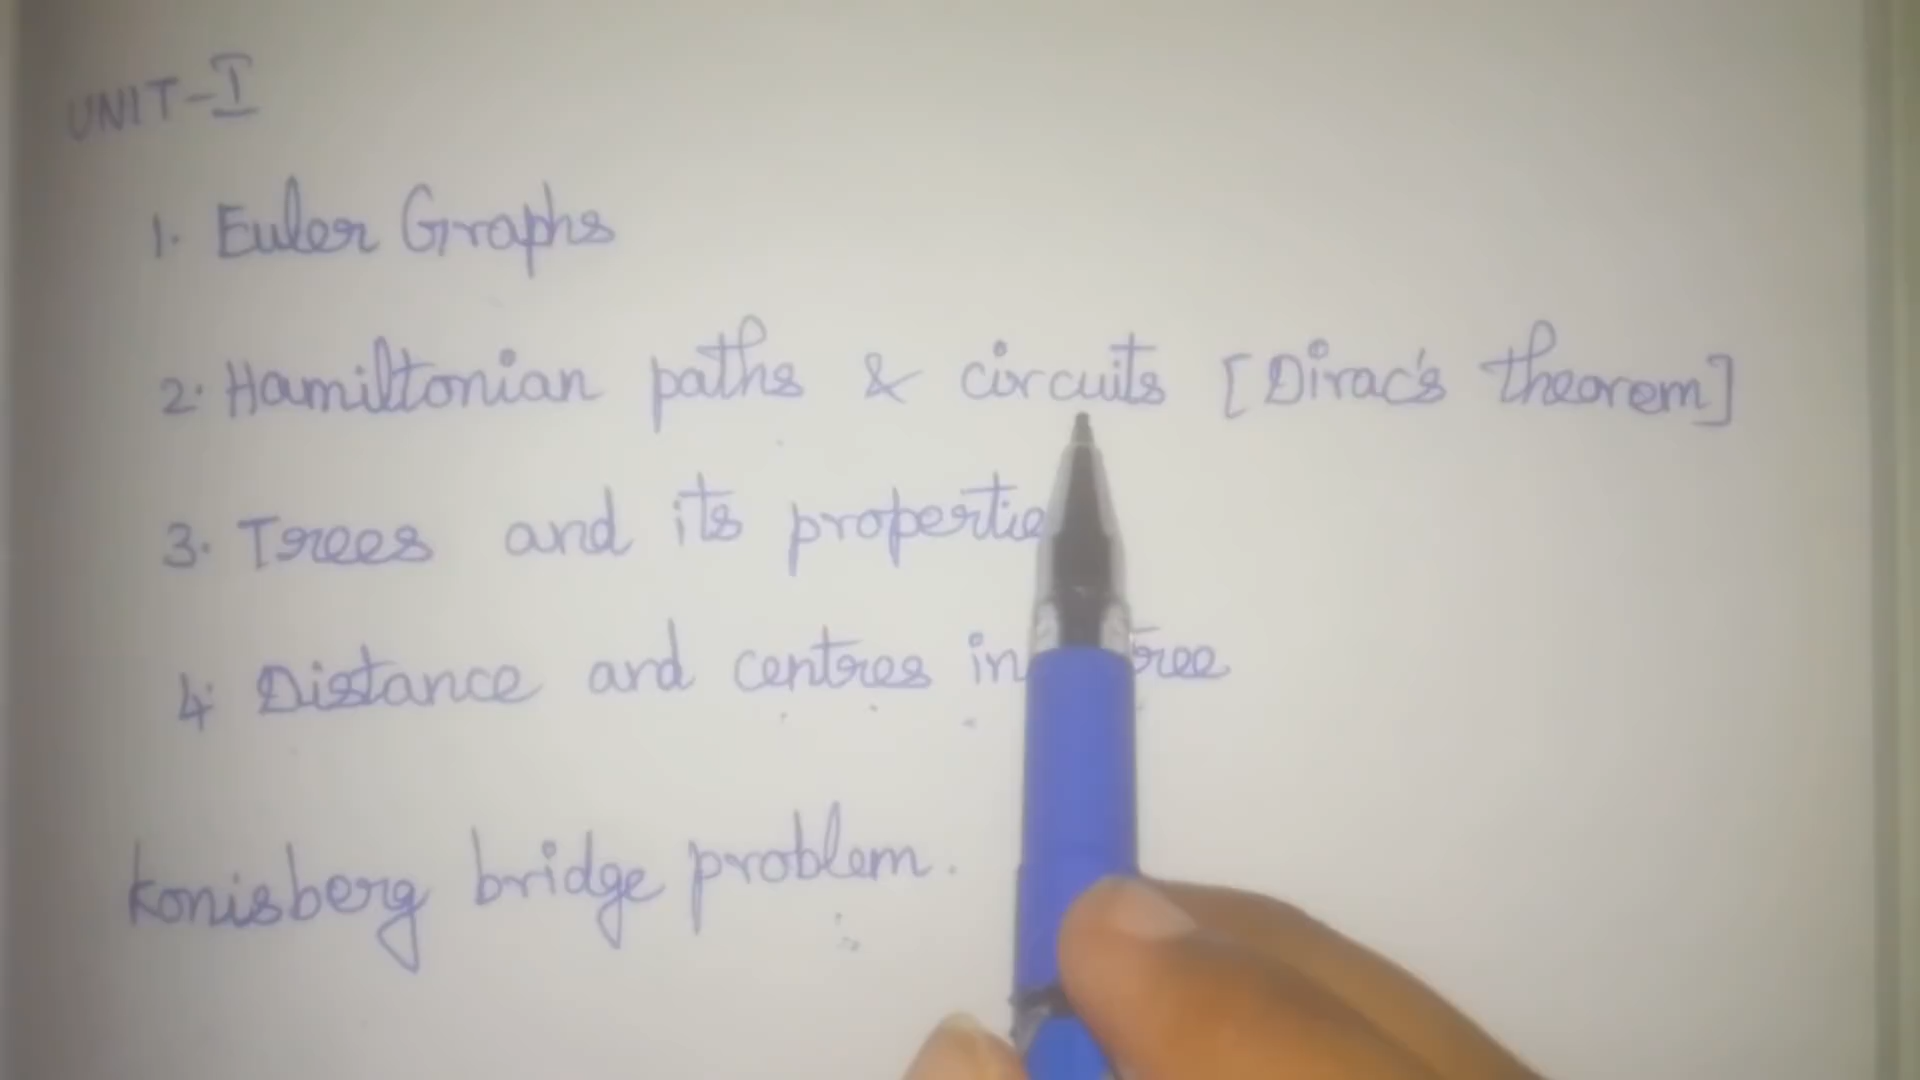 UNIT-I
1. Euler Graphs
2. Hamiltonian paths & circuits [Dirac's theorem]
3. Trees and its propertie
4. Distance and centres in tree
konisberg bridge problem.